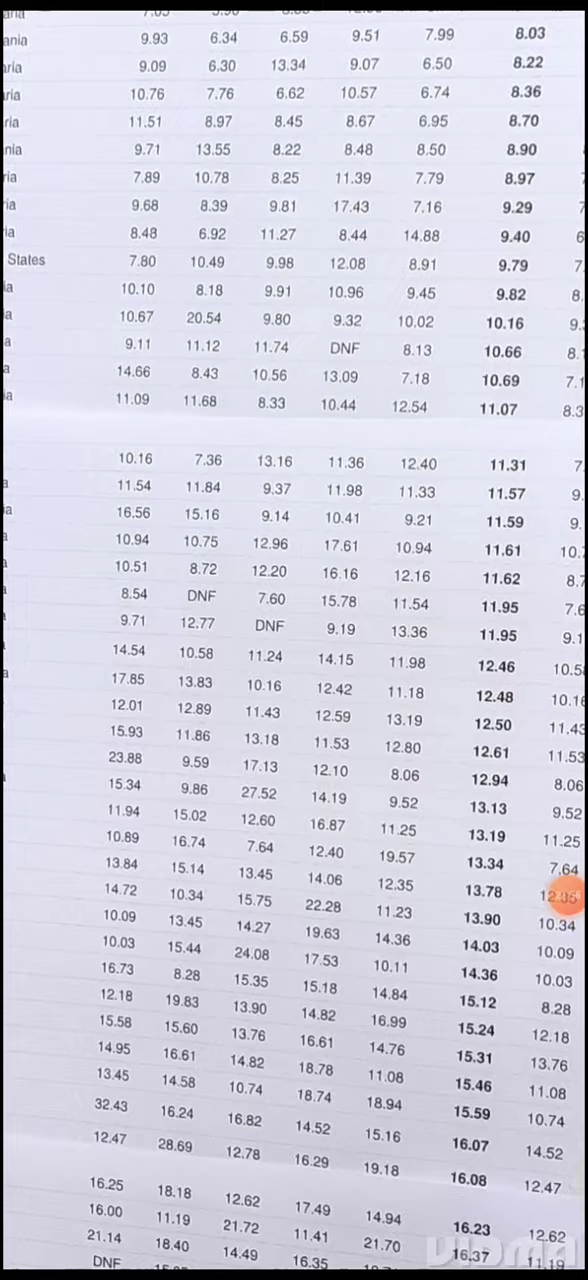 ania 9.93 6.34 6.59 9.51 7.99 8.03
ria 9.09 6.30 13.34 9.07 6.50 8.22
ria 10.76 7.76 6.62 10.57 6.74 8.36
ria 11.51 8.97 8.45 8.67 6.95 8.70
nia 9.71 13.55 8.22 8.48 8.50 8.90
ria 7.89 10.78 8.25 11.39 7.79 8.97
ia 9.68 8.39 9.81 17.43 7.16 9.29 7
ia 8.48 6.92 11.27 8.44 14.88 9.40 6
States 7.80 10.49 9.98 12.08 8.91 9.79 7.
ia 10.10 8.18 9.91 10.96 9.45 9.82 8.
ia 10.67 20.54 9.80 9.32 10.02 10.16 9.
a 9.11 11.12 11.74 DNF 8.13 10.66 8.
a 14.66 8.43 10.56 13.09 7.18 10.69 7.1
ia 11.09 11.68 8.33 10.44 12.54 11.07 8.3
10.16 7.36 13.16 11.36 12.40 11.31 7
a 11.54 11.84 9.37 11.98 11.33 11.57 9.
ia 16.56 15.16 9.14 10.41 9.21 11.59 9.
a 10.94 10.75 12.96 17.61 10.94 11.61 10.
a 10.51 8.72 12.20 16.16 12.16 11.62 8.7
8.54 DNF 7.60 15.78 11.54 11.95 7.6
9.71 12.77 DNF 9.19 13.36 11.95 9.1
14.54 10.58 11.24 14.15 11.98 12.46 10.5
a 17.85 13.83 10.16 12.42 11.18 12.48 10.16
12.01 12.89 11.43 12.59 13.19 12.50 11.43
15.93 11.86 13.18 11.53 12.80 12.61 11.53
23.88 9.59 17.13 12.10 8.06 12.94 8.06
15.34 9.86 27.52 14.19 9.52 13.13 9.52
11.94 15.02 12.60 16.87 11.25 13.19 11.25
10.89 16.74 7.64 12.40 19.57 13.34 7.64
13.84 15.14 13.45 14.06 12.35 13.78
14.72 10.34 15.75 22.28 11.23 13.90 10.34
10.09 13.45 14.27 19.63 14.36 14.03 10.09
10.03 15.44 24.08 17.53 10.11 14.36 10.03
16.73 8.28 15.35 15.18 14.84 15.12 8.28
12.18 19.83 13.90 14.82 16.99 15.24 12.18
15.58 15.60 13.76 16.61 14.76 15.31 13.76
14.95 16.61 14.82 18.78 11.08 15.46 11.08
13.45 14.58 10.74 18.74 18.94 15.59 10.74
32.43 16.24 16.82 14.52 15.16 16.07 14.52
12.47 28.69 12.78 16.29 19.18 16.08 12.47
16.25 18.18 12.62 17.49 14.94 16.23 12.62
16.00 11.19 21.72 11.41 21.70 16.37 11.19
21.14 18.40 14.49 16.35
DNF
VIDMA